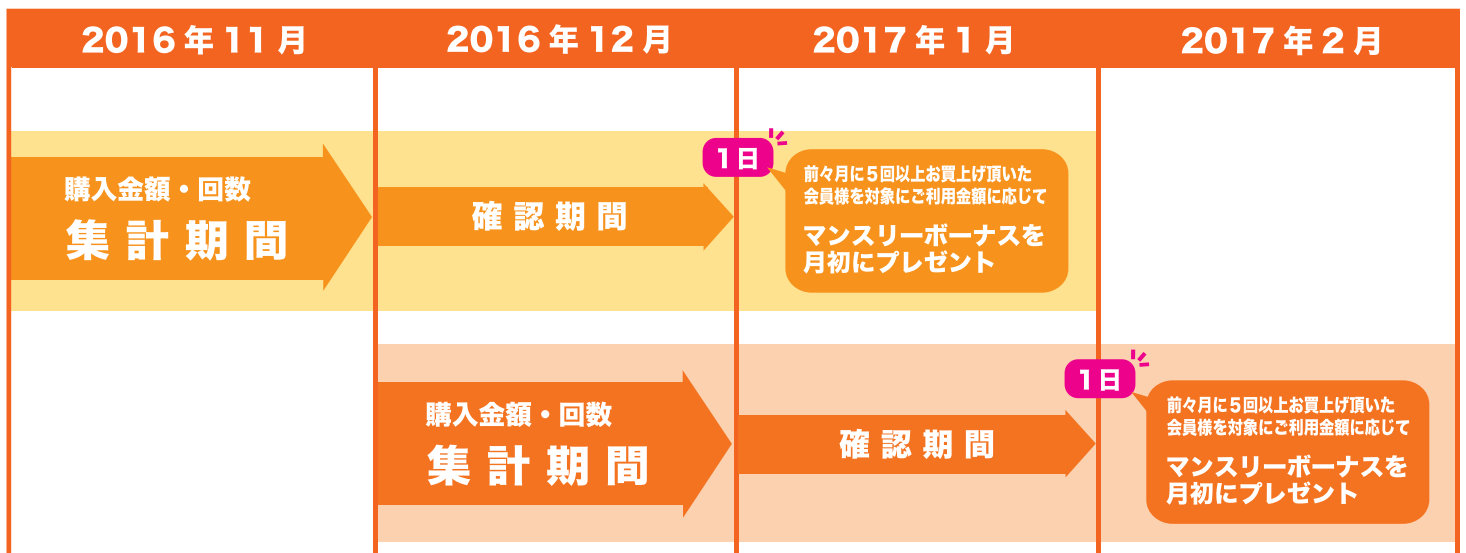 2016年11月
2016年12月
2017年1月
2017年2月
購入金額・回数
集計期間
確認期間
1日
前々月に5回以上お買上げ頂いた
会員様を対象にご利用金額に応じて
マンスリーボーナスを
月初にプレゼント
購入金額・回数
集計期間
確認期間
1日
前々月に5回以上お買上げ頂いた
会員様を対象にご利用金額に応じて
マンスリーボーナスを
月初にプレゼント